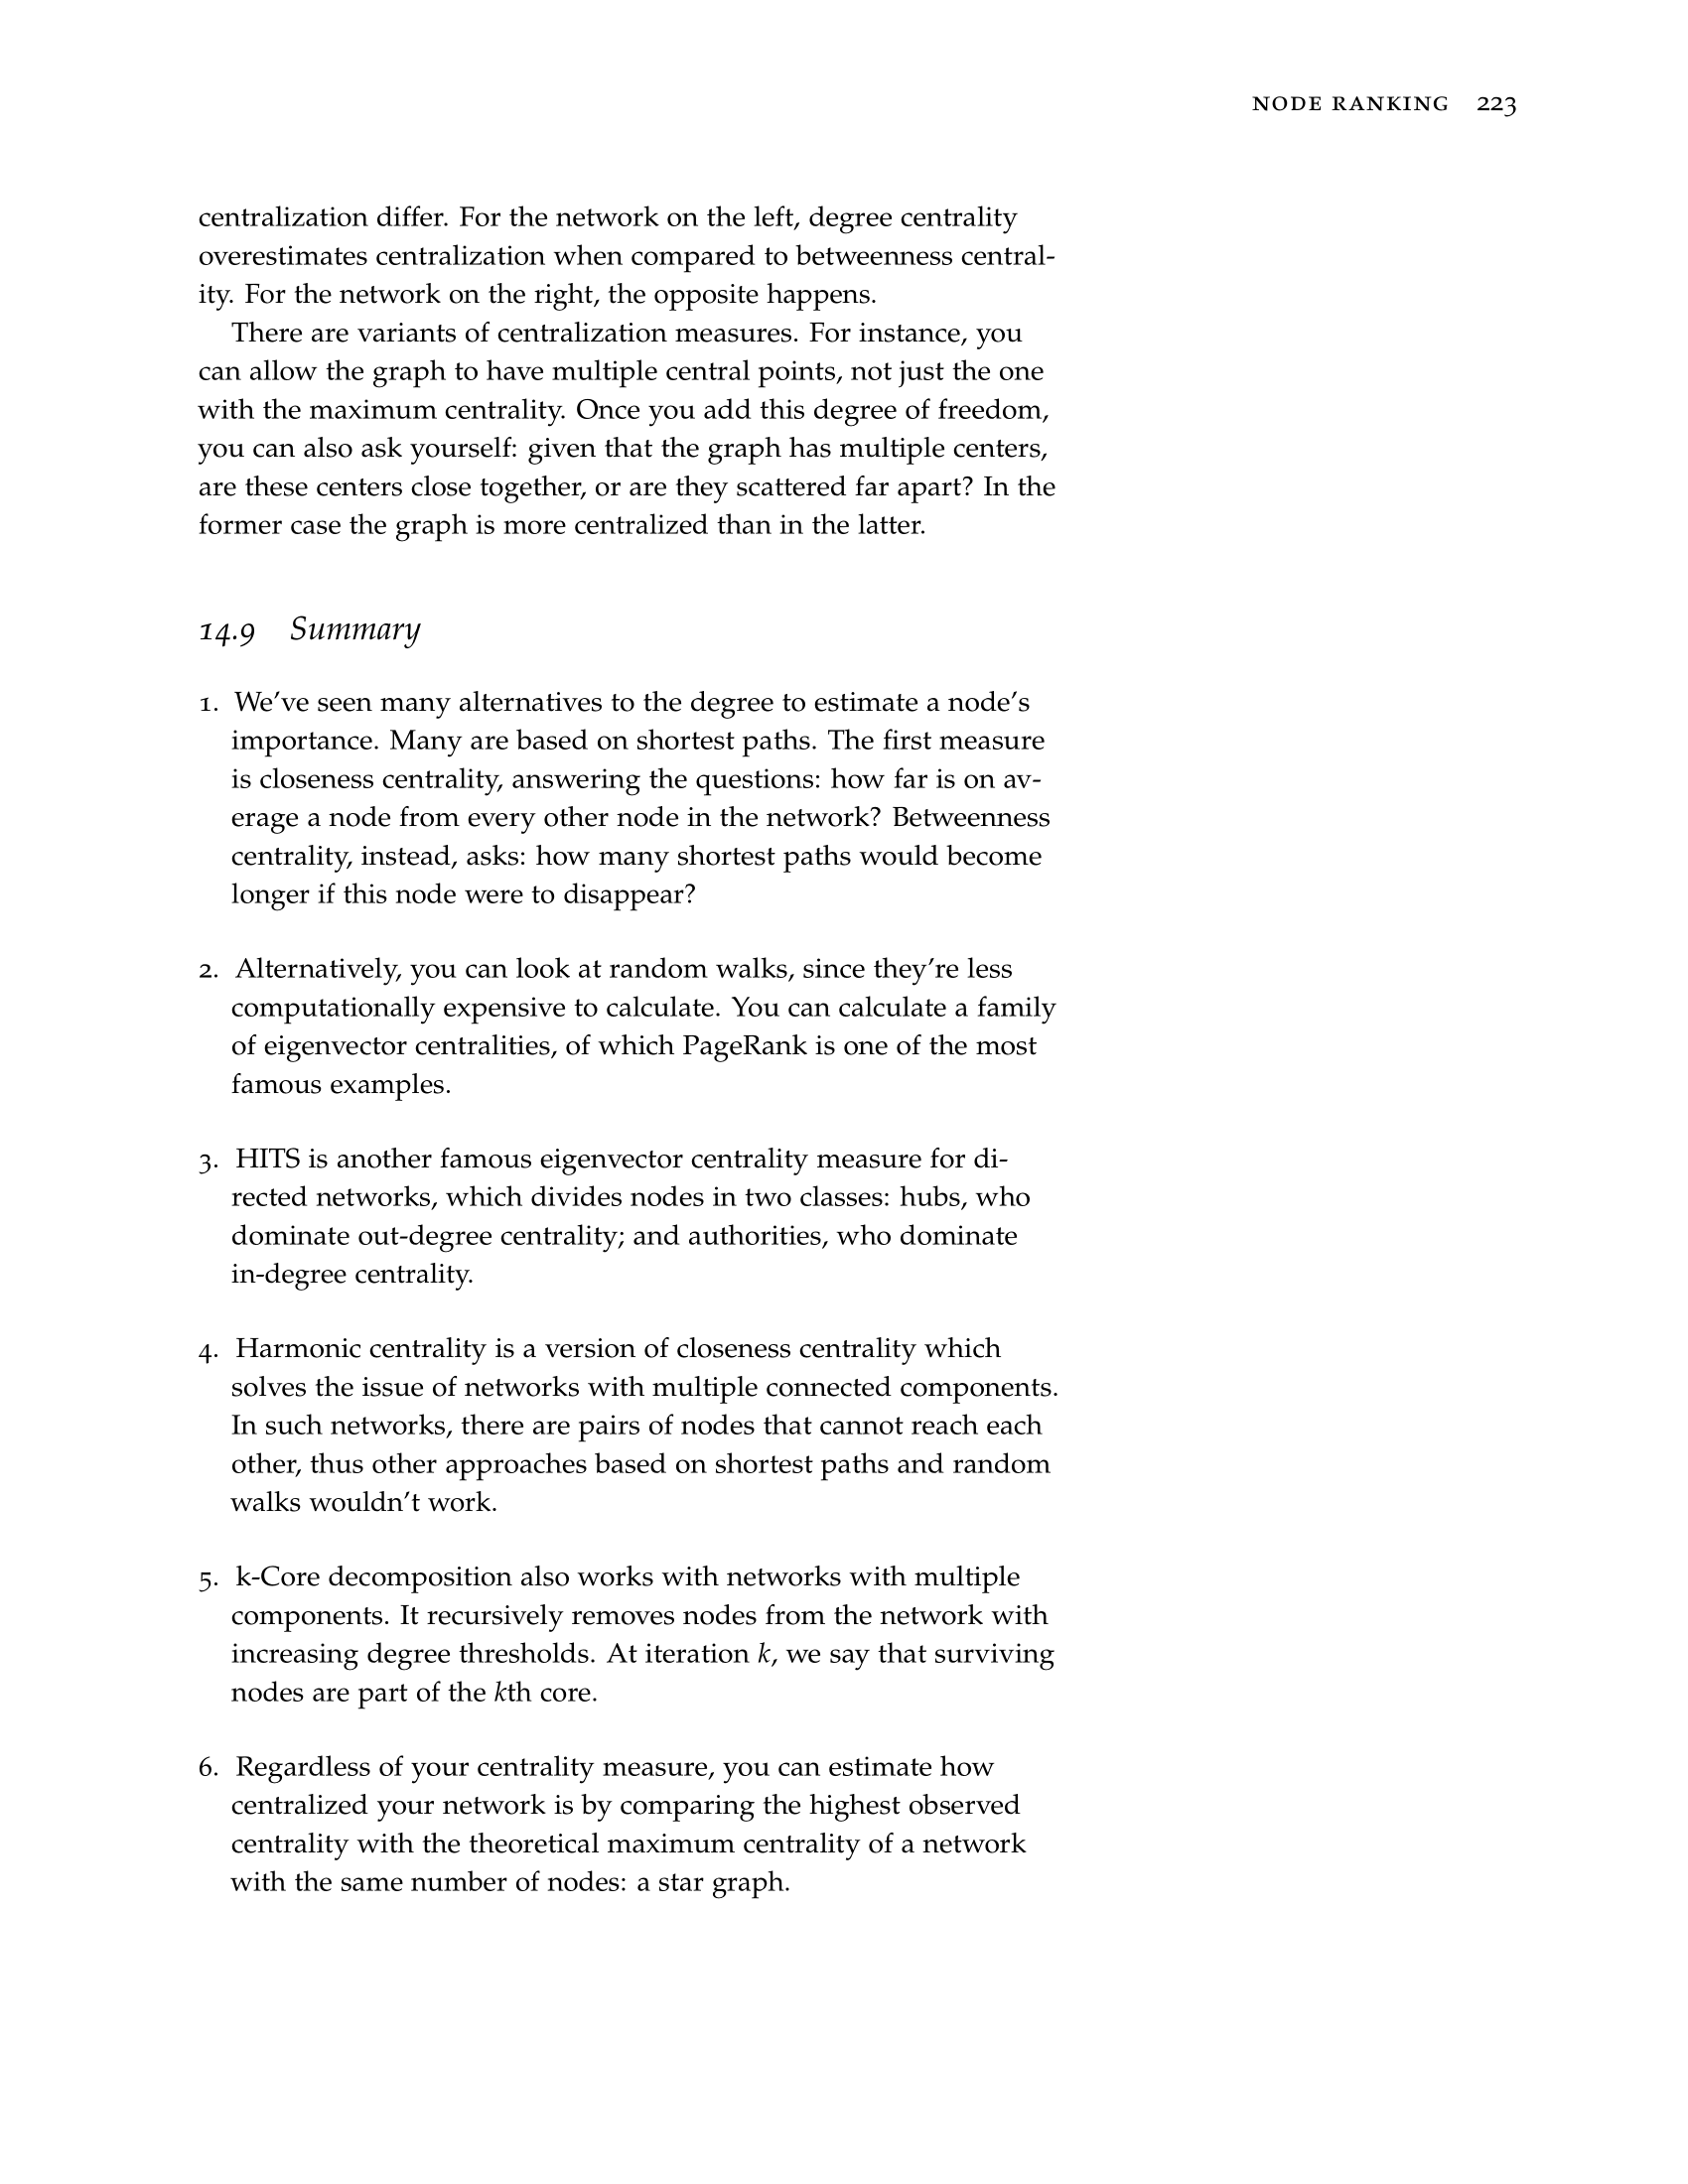 NODE RANKING 223
centralization differ. For the network on the left, degree centrality
overestimates centralization when compared to betweenness central-
ity. For the network on the right, the opposite happens.
There are variants of centralization measures. For instance, you
can allow the graph to have multiple central points, not just the one
with the maximum centrality. Once you add this degree of freedom,
you can also ask yourself: given that the graph has multiple centers,
are these centers close together, or are they scattered far apart? In the
former case the graph is more centralized than in the latter.
14.9 Summary
1. We've seen many alternatives to the degree to estimate a node's
importance. Many are based on shortest paths. The first measure
is closeness centrality, answering the questions: how far is on av-
erage a node from every other node in the network? Betweenness
centrality, instead, asks: how many shortest paths would become
longer if this node were to disappear?
2. Alternatively, you can look at random walks, since they're less
computationally expensive to calculate. You can calculate a family
of eigenvector centralities, of which PageRank is one of the most
famous examples.
3. HITS is another famous eigenvector centrality measure for di-
rected networks, which divides nodes in two classes: hubs, who
dominate out-degree centrality; and authorities, who dominate
in-degree centrality.
4. Harmonic centrality is a version of closeness centrality which
solves the issue of networks with multiple connected components.
In such networks, there are pairs of nodes that cannot reach each
other, thus other approaches based on shortest paths and random
walks wouldn't work.
5. k-Core decomposition also works with networks with multiple
components. It recursively removes nodes from the network with
increasing degree thresholds. At iteration k, we say that surviving
nodes are part of the kth core.
6. Regardless of your centrality measure, you can estimate how
centralized your network is by comparing the highest observed
centrality with the theoretical maximum centrality of a network
with the same number of nodes: a star graph.